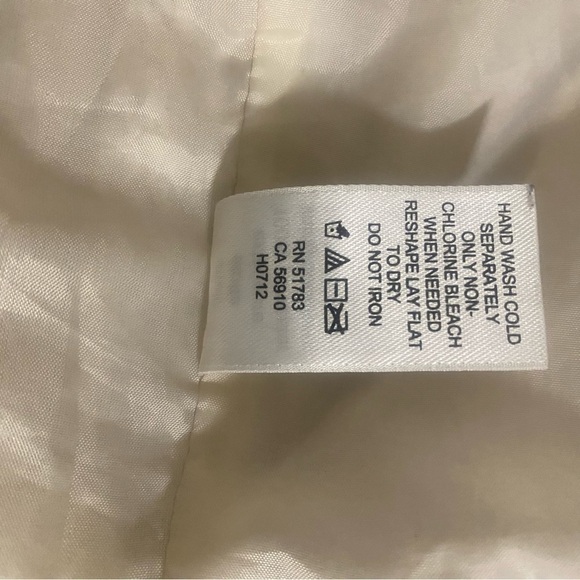 HAND WASH COLD
SEPARATELY
ONLY NON-
CHLORINE BLEACH
WHEN NEEDED
RESHAPE LAY FLAT
TO DRY
DO NOT IRON
RN 51783
CA 56910
H0712